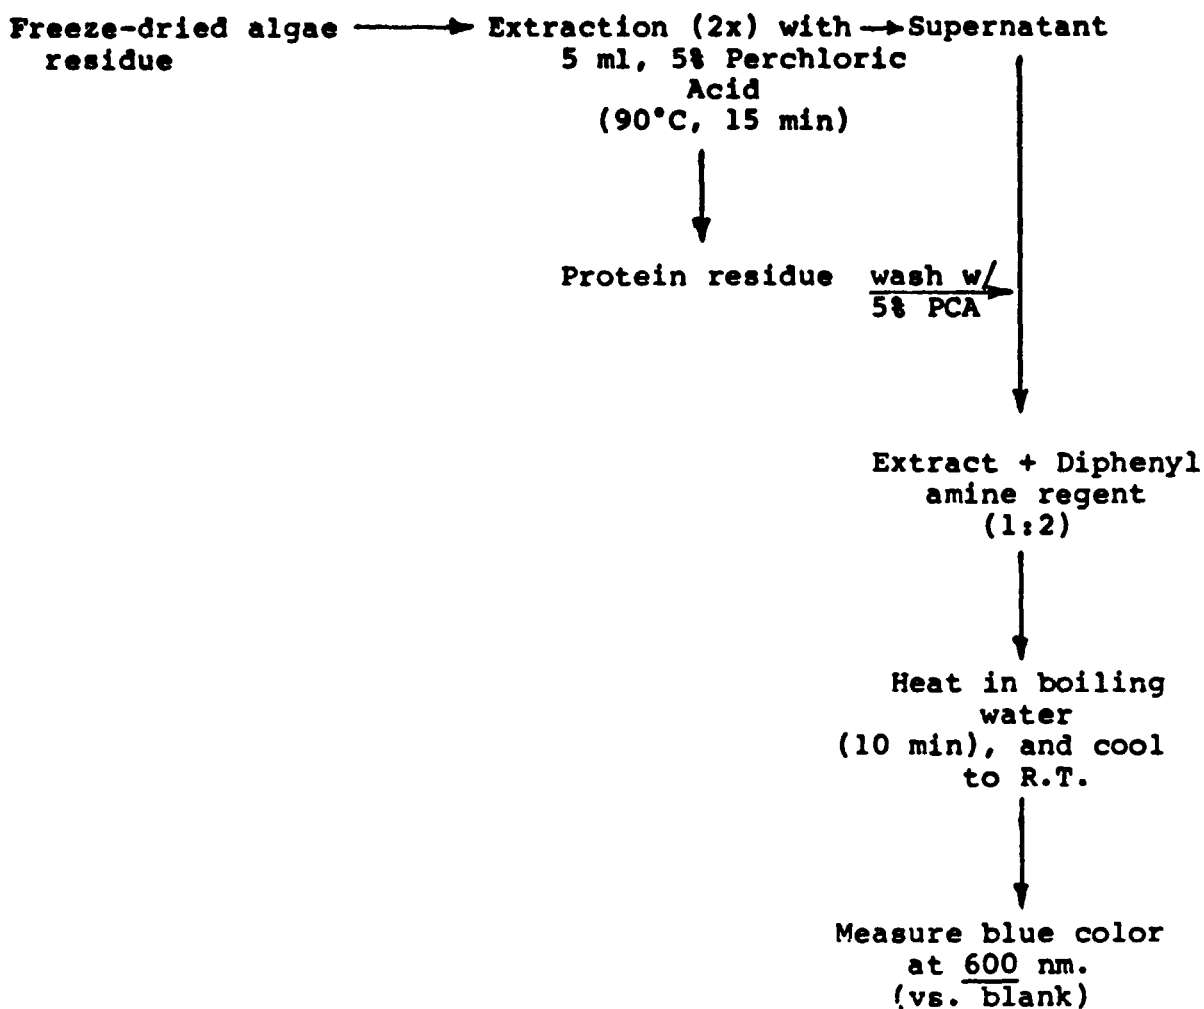 Freeze-dried algae residue
Extraction (2x) with
5 ml, 5% Perchloric
Acid
(90°C, 15 min)
Supernatant
Protein residue
wash w/
5% PCA
Extract + Diphenyl
amine regent
(1:2)
Heat in boiling
water
(10 min), and cool
to R.T.
Measure blue color
at 600 nm.
(vs. blank)